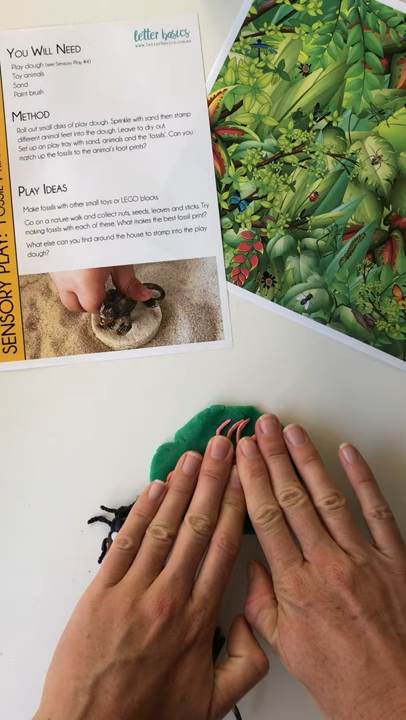 letter basics
www.letterbasics.com.au
YOU WILL NEED
Play dough (see Sensory Play #4)
Toy animals
Sand
Paint brush
METHOD
Roll out small disks of play dough. Sprinkle with sand then stamp
different animal feet into the dough. Leave to dry out.
Set up an play tray with sand, animals and the 'fossils'. Can you
match up the fossils to the animal's foot prints?
PLAY IDEAS
Make fossils with other small toys or LEGO blocks.
Go on a nature walk and collect nuts, seeds, leaves and sticks. Try
making fossils with each of these. What makes the best fossil print?
What else can you find around the house to stamp into the play
dough?
SENSORY PLAY: